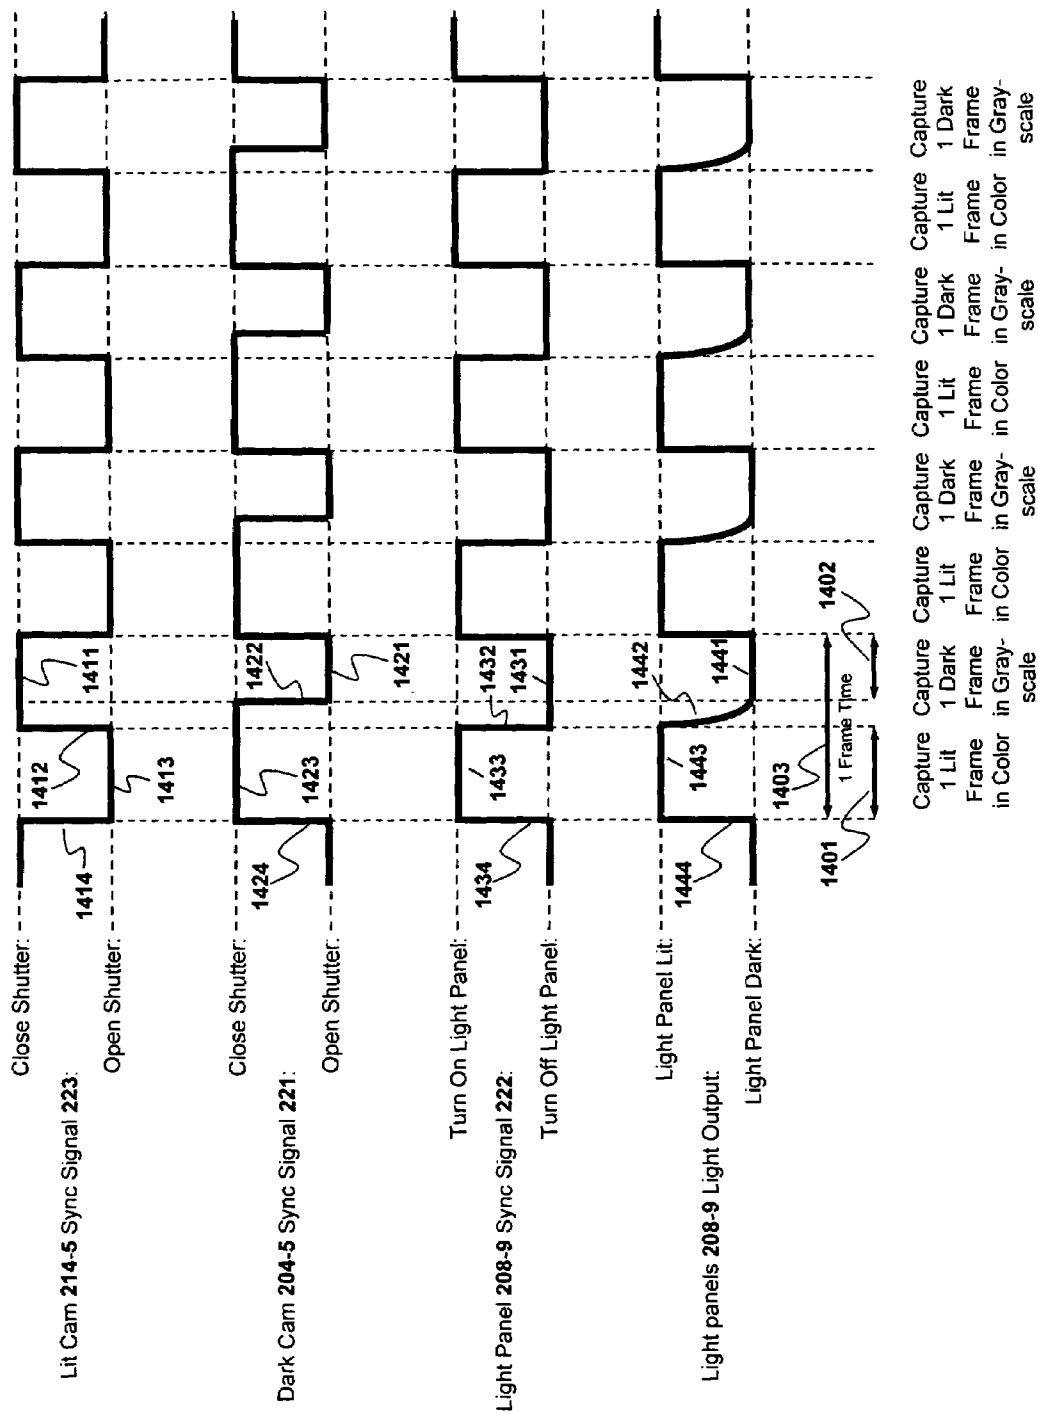 Close Shutter:
Lit Cam 214-5 Sync Signal 223:
Open Shutter:
1414
1412
1413
1411
Close Shutter:
Dark Cam 204-5 Sync Signal 221:
Open Shutter:
1424
1423
1422
1421
Turn On Light Panel:
Light Panel 208-9 Sync Signal 222:
Turn Off Light Panel:
1434
1433
1432
1431
Light Panel Lit:
Light panels 208-9 Light Output:
Light Panel Dark:
1444
1443
1442
1441
1403
1 Frame Time
1401
1402
Capture
1 Lit
Frame
in Color
Capture
1 Dark
Frame
in Gray-
scale
Capture
1 Lit
Frame
in Color
Capture
1 Dark
Frame
in Gray-
scale
Capture
1 Lit
Frame
in Color
Capture
1 Dark
Frame
in Gray-
scale
Capture
1 Lit
Frame
in Color
Capture
1 Dark
Frame
in Gray-
scale